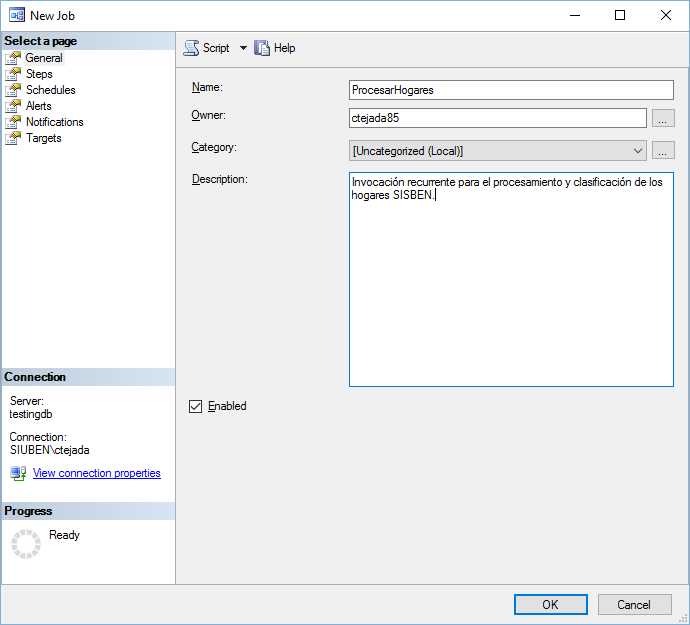 New Job
Select a page
General
Steps
Schedules
Alerts
Notifications
Targets
Script
Help
Name:
ProcesarHogares
Owner:
ctejada85
...
Category:
[Uncategorized (Local)]
...
Description:
Invocación recurrente para el procesamiento y clasificación de los
hogares SISBEN.
Enabled
Connection
Server:
testingdb
Connection:
SIUBEN\ctejada
View connection properties
Progress
Ready
OK
Cancel